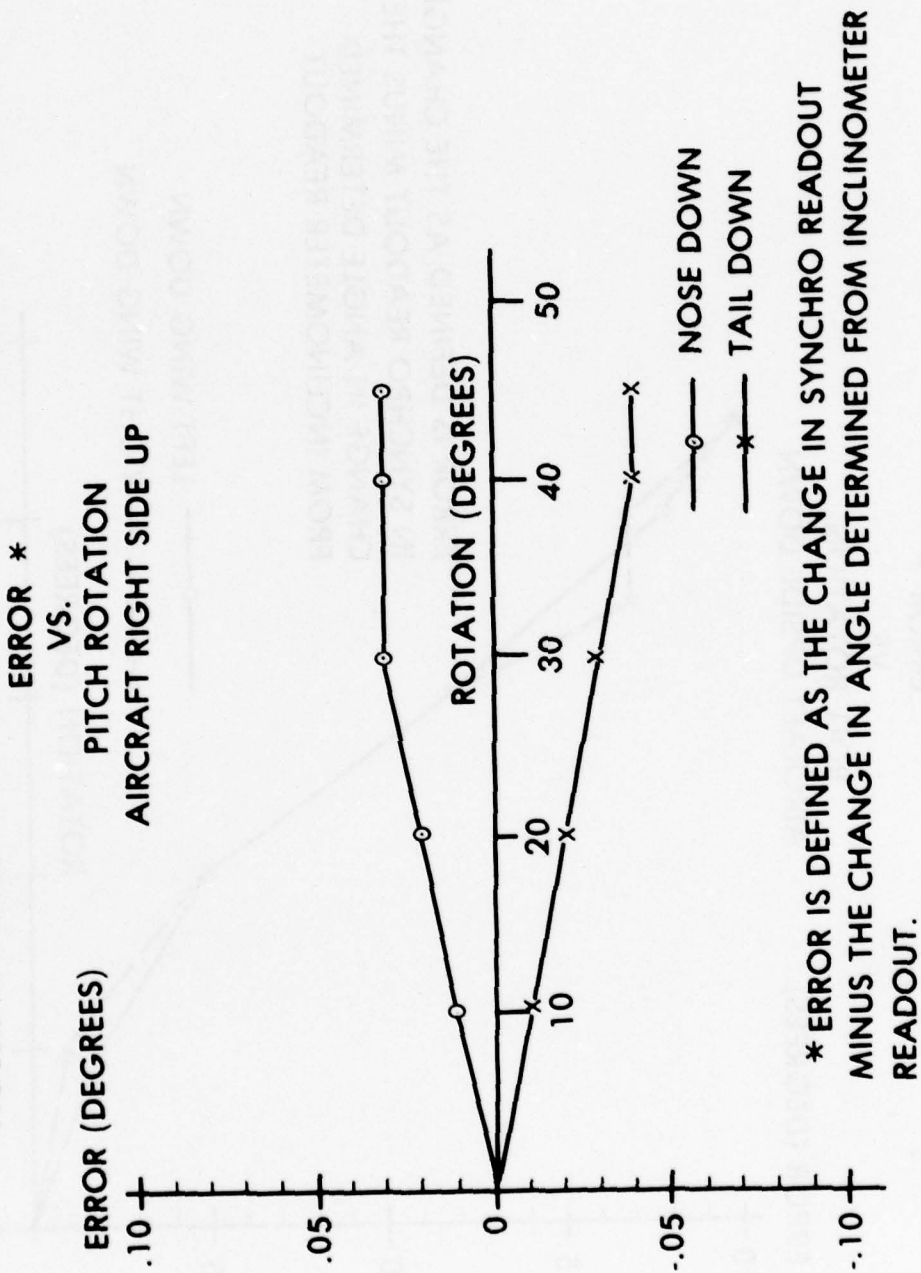 ERROR *
VS.
PITCH ROTATION
AIRCRAFT RIGHT SIDE UP
ERROR (DEGREES)
.10
.05
0
-.05
-.10
ROTATION (DEGREES)
10
20
30
40
50
NOSE DOWN
TAIL DOWN
* ERROR IS DEFINED AS THE CHANGE IN SYNCHRO READOUT
MINUS THE CHANGE IN ANGLE DETERMINED FROM INCLINOMETER
READOUT.